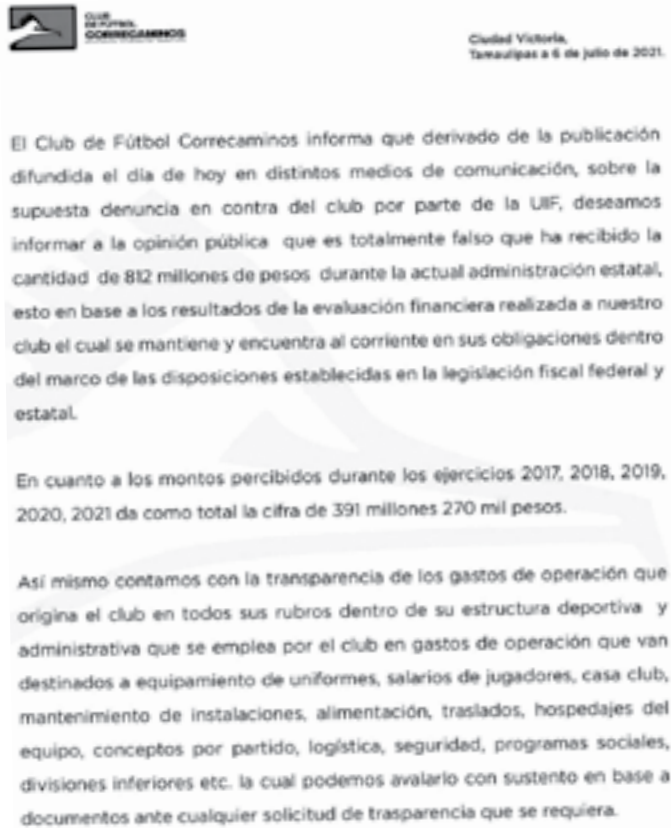 CLUB
DE FÚTBOL
CORRECAMINOS
Ciudad Victoria,
Tamaulipas a 6 de julio de 2021.
El Club de Fútbol Correcaminos informa que derivado de la publicación
difundida el día de hoy en distintos medios de comunicación, sobre la
supuesta denuncia en contra del club por parte de la UIF, deseamos
informar a la opinión pública que es totalmente falso que ha recibido la
cantidad de 812 millones de pesos durante la actual administración estatal,
esto en base a los resultados de la evaluación financiera realizada a nuestro
club el cual se mantiene y encuentra al corriente en sus obligaciones dentro
del marco de las disposiciones establecidas en la legislación fiscal federal y
estatal.
En cuanto a los montos percibidos durante los ejercicios 2017, 2018, 2019,
2020, 2021 da como total la cifra de 391 millones 270 mil pesos.
Así mismo contamos con la transparencia de los gastos de operación que
origina el club en todos sus rubros dentro de su estructura deportiva y
administrativa que se emplea por el club en gastos de operación que van
destinados a equipamiento de uniformes, salarios de jugadores, casa club,
mantenimiento de instalaciones, alimentación, traslados, hospedajes del
equipo, conceptos por partido, logística, seguridad, programas sociales,
divisiones inferiores etc. la cual podemos avalarlo con sustento en base a
documentos ante cualquier solicitud de trasparencia que se requiera.